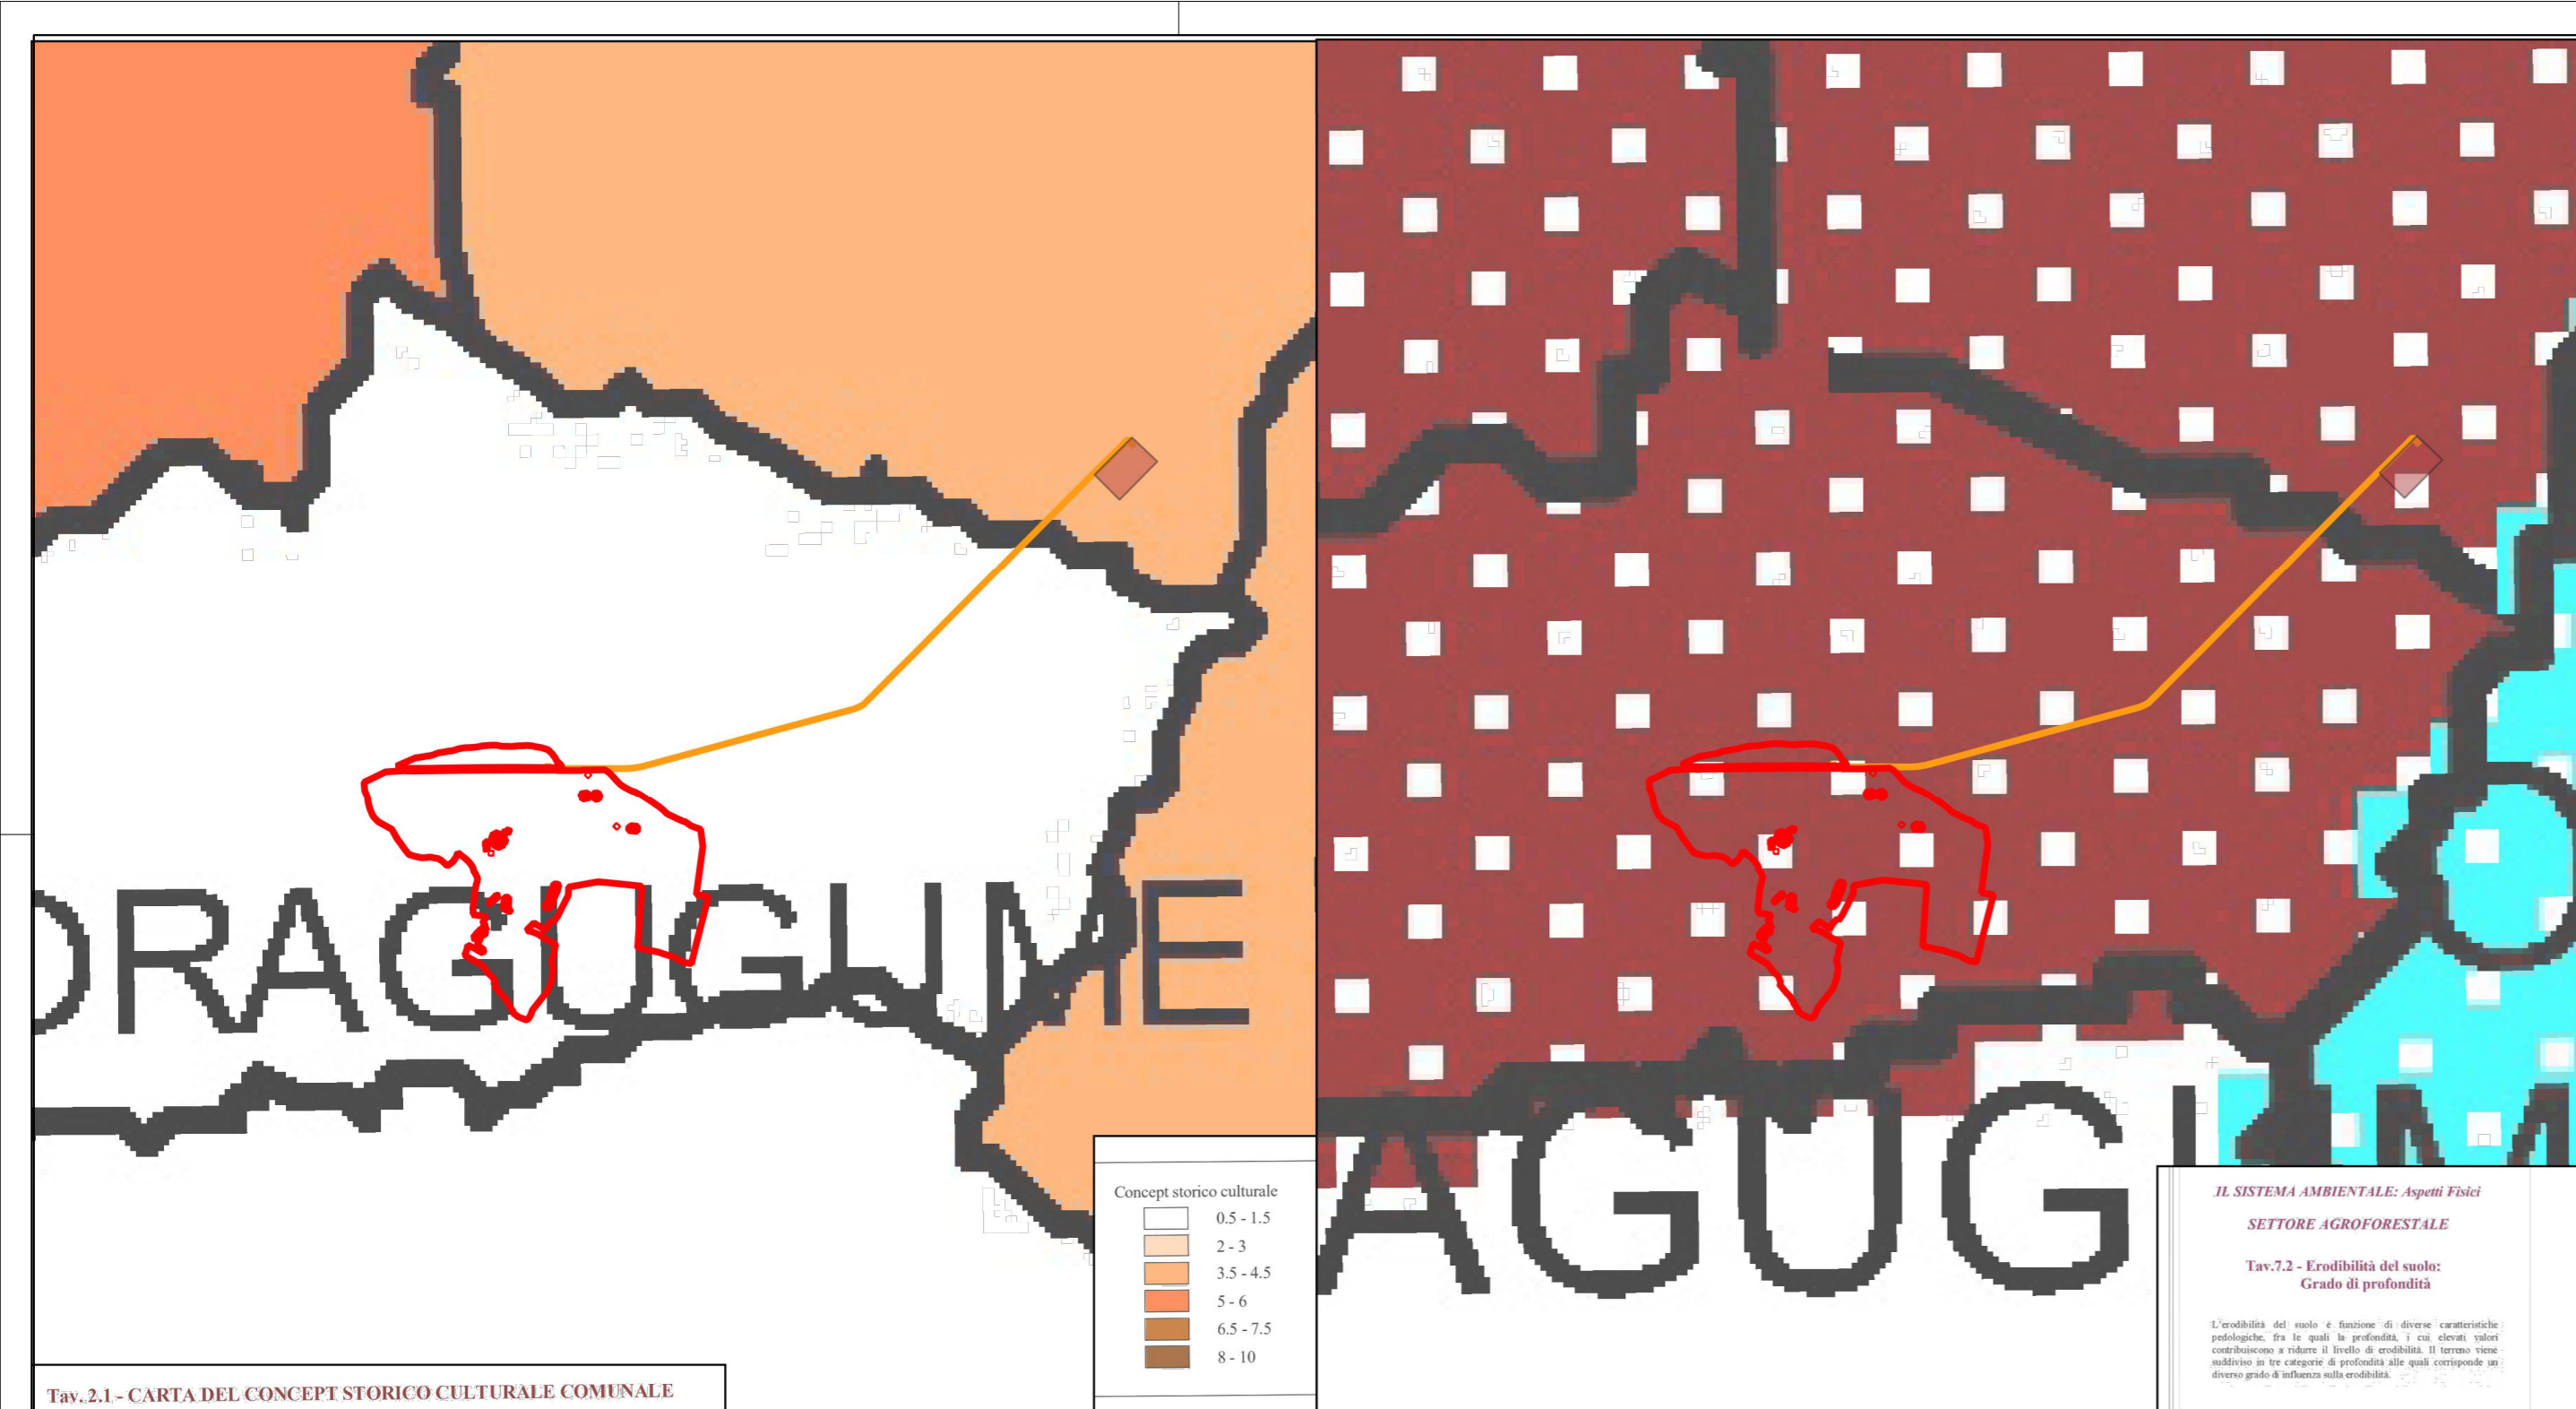 ORAGUGUME
Concept storico culturale
0.5 - 1.5
2 - 3
3.5 - 4.5
5 - 6
6.5 - 7.5
8 - 10
Tav. 2.1 - CARTA DEL CONCEPT STORICO CULTURALE COMUNALE
O
AGUGUM
IL SISTEMA AMBIENTALE: Aspetti Fisici
SETTORE AGROFORESTALE
Tav.7.2 - Erodibilità del suolo:
Grado di profondità
L'erodibilità del suolo è funzione di diverse caratteristiche
pedologiche, fra le quali la profondità, i cui elevati valori
contribuiscono a ridurre il livello di erodibilità. Il terreno viene
suddiviso in tre categorie di profondità alle quali corrisponde un
diverso grado di influenza sulla erodibilità.